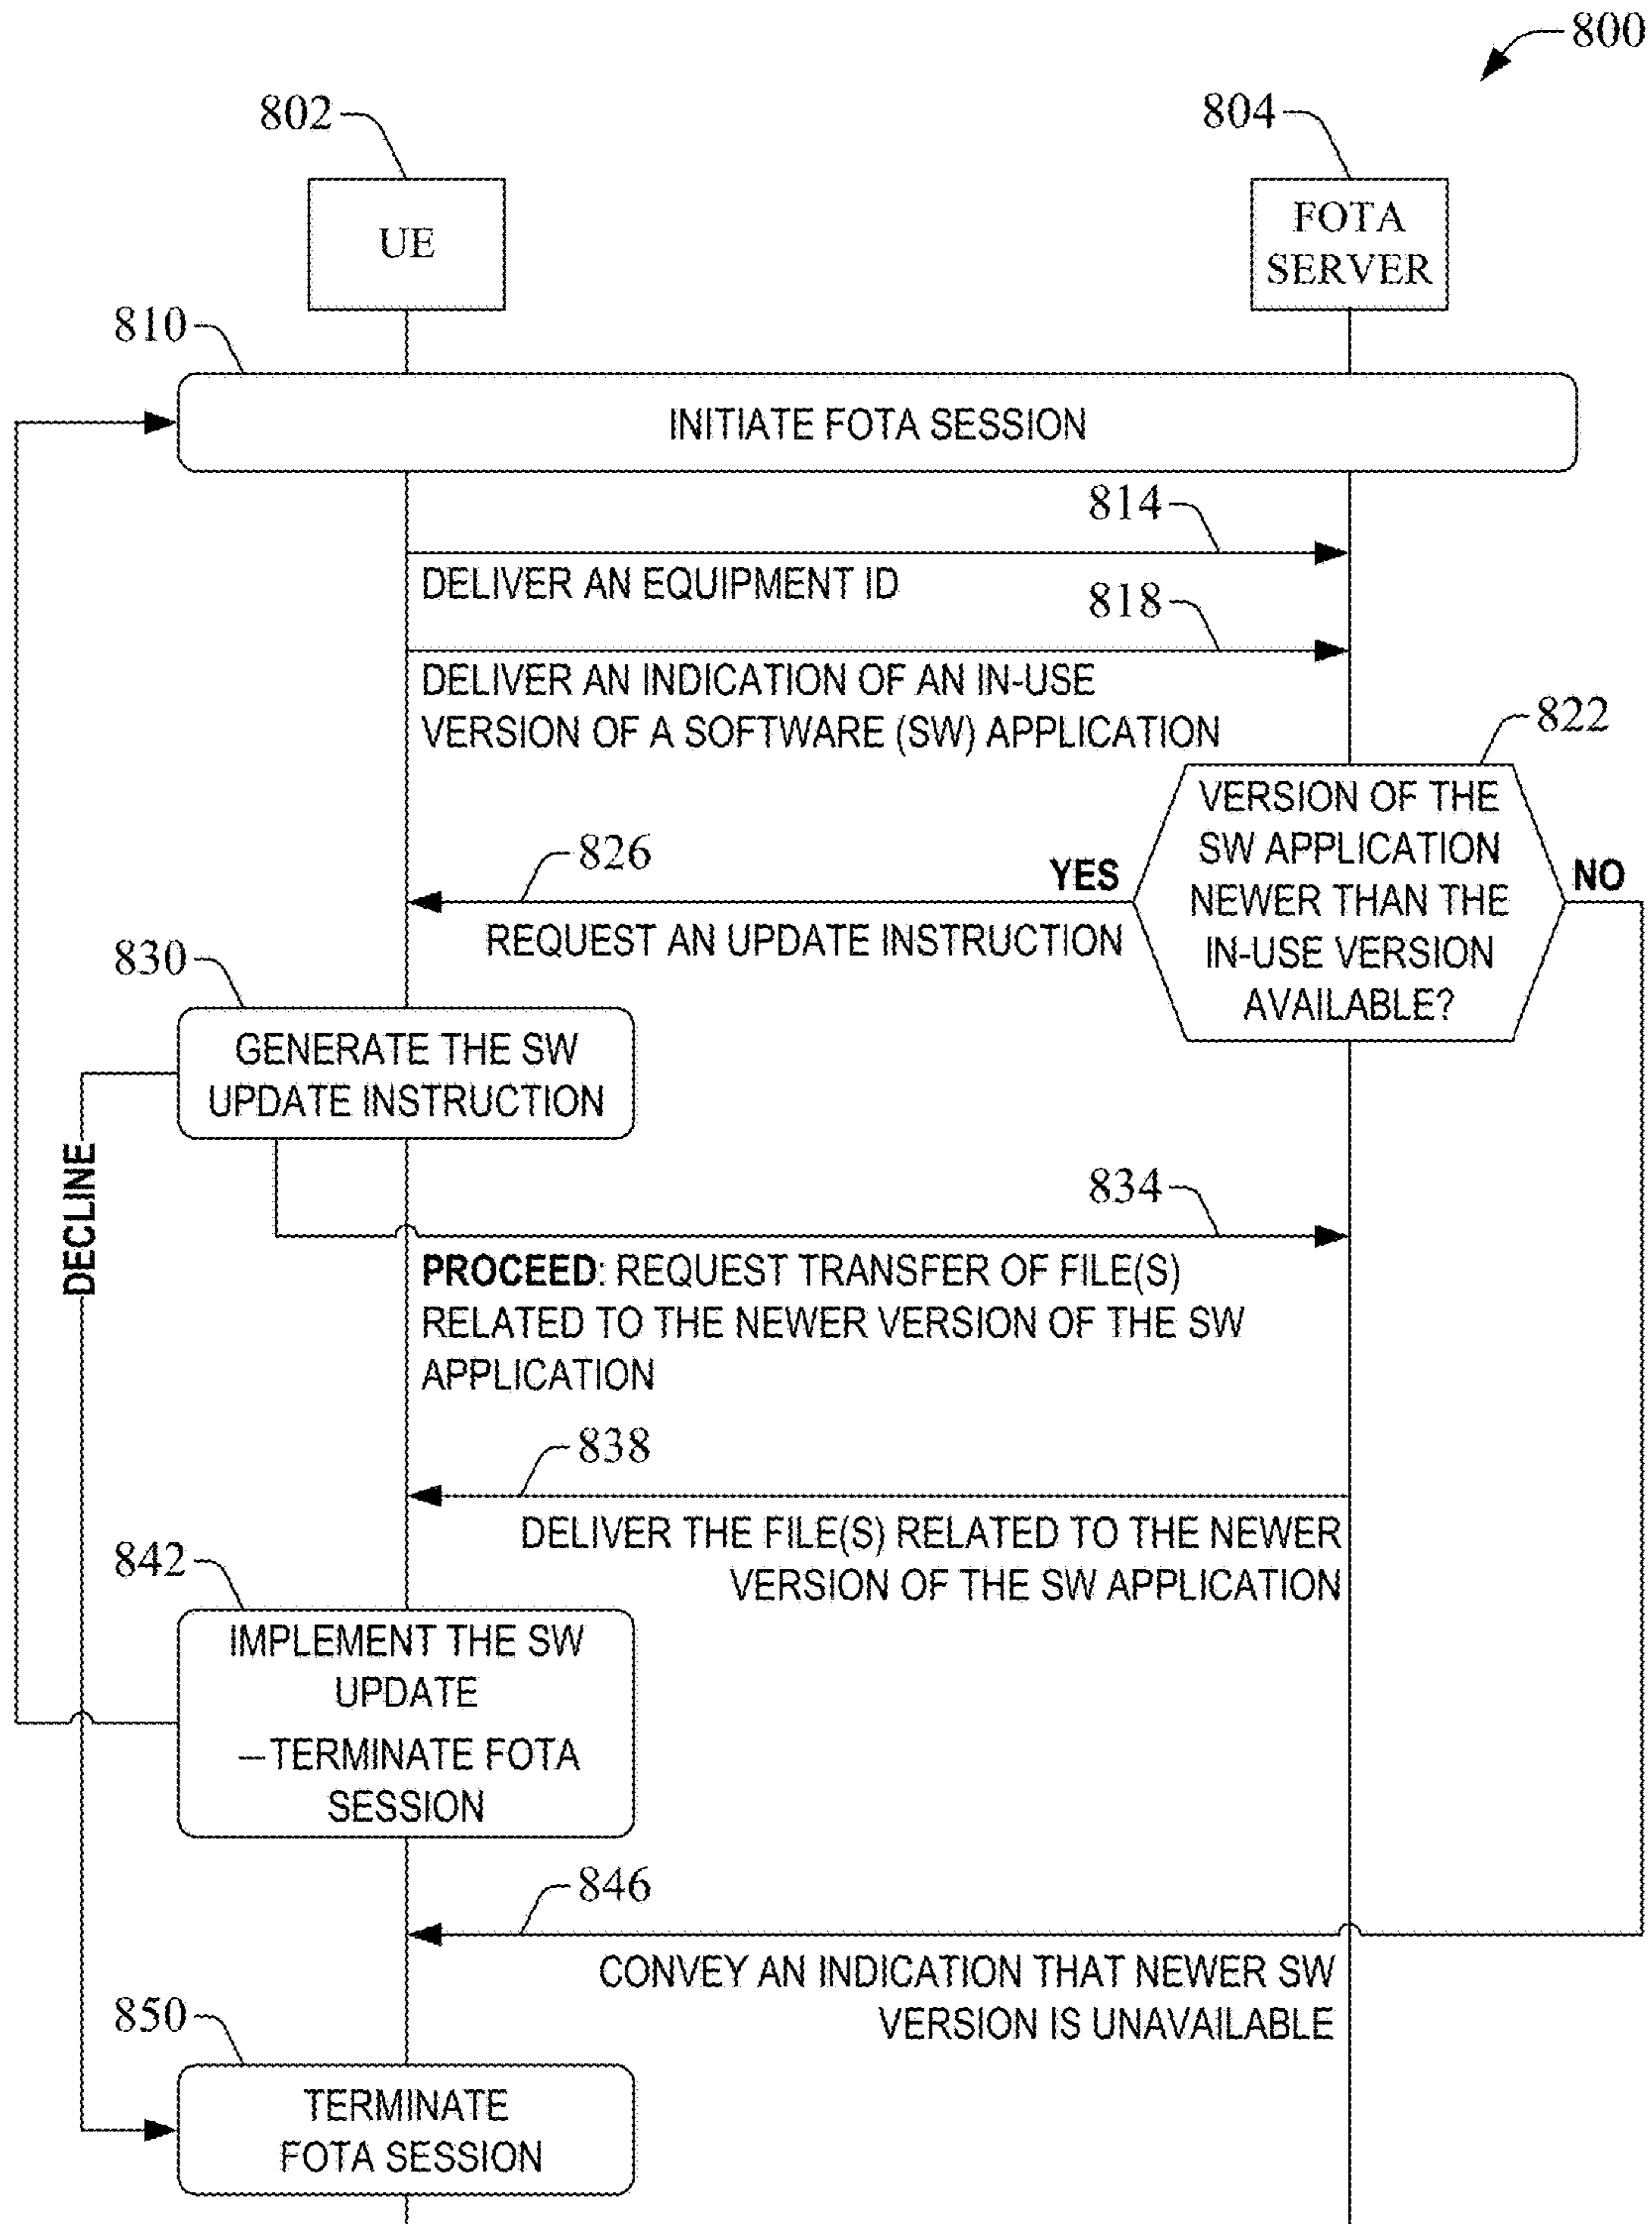 800
802
804
UE
FOTA
SERVER
810
INITIATE FOTA SESSION
814
DELIVER AN EQUIPMENT ID
818
DELIVER AN INDICATION OF AN IN-USE
VERSION OF A SOFTWARE (SW) APPLICATION
822
VERSION OF THE
SW APPLICATION
NEWER THAN THE
IN-USE VERSION
AVAILABLE?
YES
NO
826
REQUEST AN UPDATE INSTRUCTION
830
GENERATE THE SW
UPDATE INSTRUCTION
DECLINE
834
PROCEED: REQUEST TRANSFER OF FILE(S)
RELATED TO THE NEWER VERSION OF THE SW
APPLICATION
838
DELIVER THE FILE(S) RELATED TO THE NEWER
VERSION OF THE SW APPLICATION
842
IMPLEMENT THE SW
UPDATE
—TERMINATE FOTA
SESSION
846
CONVEY AN INDICATION THAT NEWER SW
VERSION IS UNAVAILABLE
850
TERMINATE
FOTA SESSION